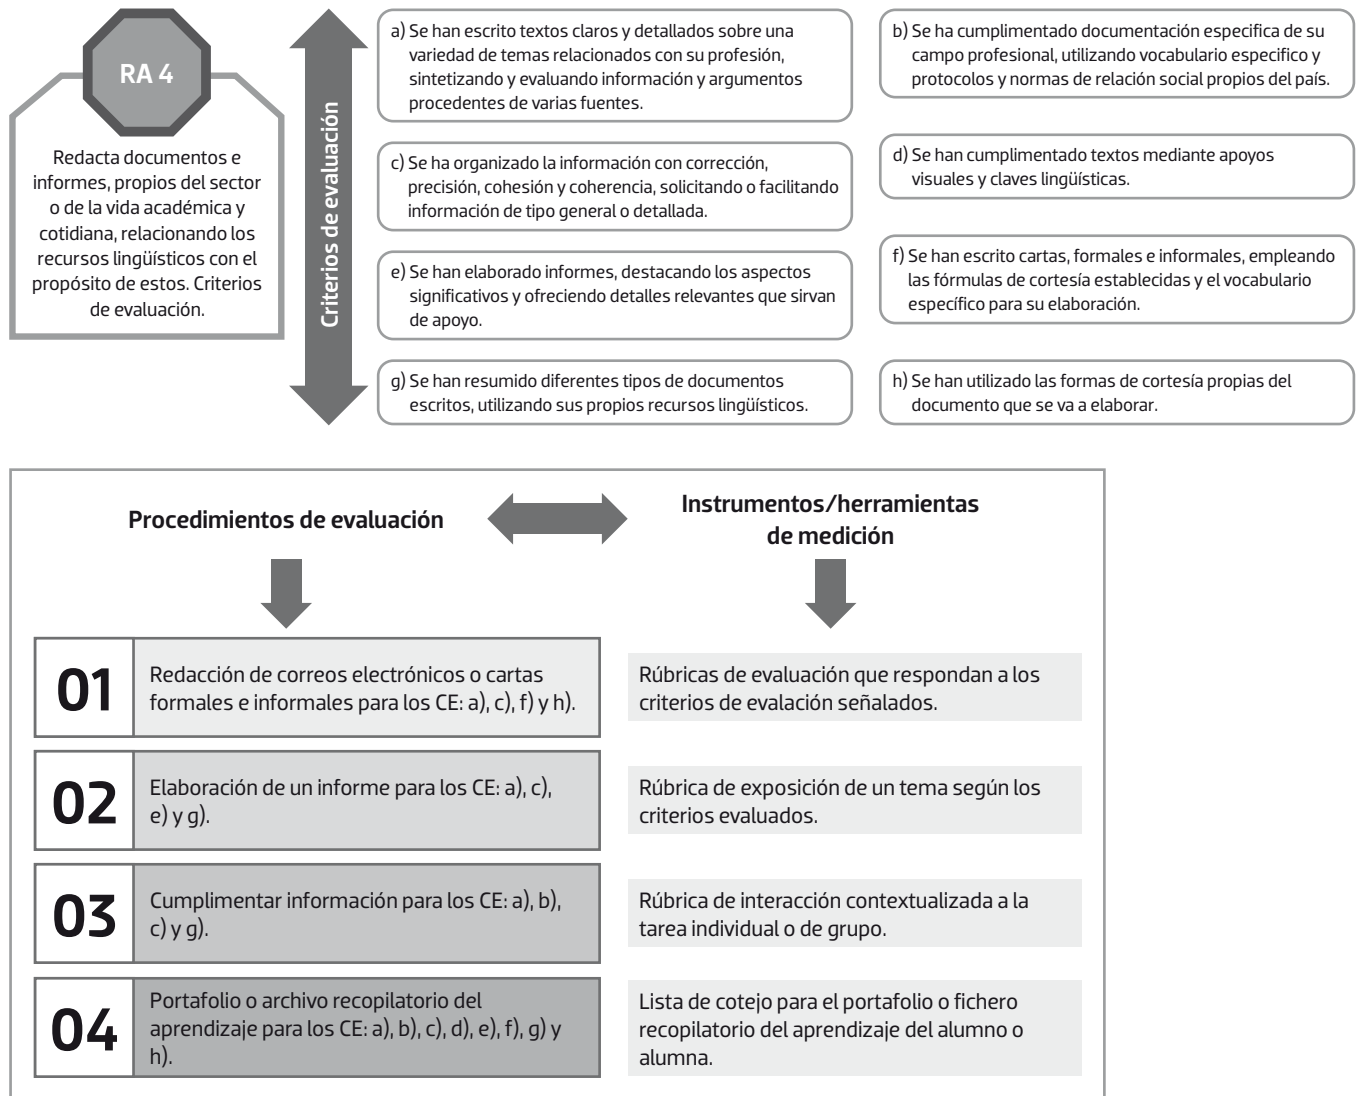 RA 4
Redacta documentos e
informes, propios del sector
o de la vida académica y
cotidiana, relacionando los
recursos lingüísticos con el
propósito de estos. Criterios
de evaluación.
Criterios de evaluación
a) Se han escrito textos claros y detallados sobre una
variedad de temas relacionados con su profesión,
sintetizando y evaluando información y argumentos
procedentes de varias fuentes.
b) Se ha cumplimentado documentación especifica de su
campo profesional, utilizando vocabulario especifico y
protocolos y normas de relación social propios del país.
c) Se ha organizado la información con corrección,
precisión, cohesión y coherencia, solicitando o facilitando
información de tipo general o detallada.
d) Se han cumplimentado textos mediante apoyos
visuales y claves lingüísticas.
e) Se han elaborado informes, destacando los aspectos
significativos y ofreciendo detalles relevantes que sirvan
de apoyo.
f) Se han escrito cartas, formales e informales, empleando
las fórmulas de cortesía establecidas y el vocabulario
específico para su elaboración.
g) Se han resumido diferentes tipos de documentos
escritos, utilizando sus propios recursos lingüísticos.
h) Se han utilizado las formas de cortesía propias del
documento que se va a elaborar.
Procedimientos de evaluación
Instrumentos/herramientas
de medición
01
Redacción de correos electrónicos o cartas
formales e informales para los CE: a), c), f) y h).
Rúbricas de evaluación que respondan a los
criterios de evalación señalados.
02
Elaboración de un informe para los CE: a), c),
e) y g).
Rúbrica de exposición de un tema según los
criterios evaluados.
03
Cumplimentar información para los CE: a), b),
c) y g).
Rúbrica de interacción contextualizada a la
tarea individual o de grupo.
04
Portafolio o archivo recopilatorio del
aprendizaje para los CE: a), b), c), d), e), f), g) y
h).
Lista de cotejo para el portafolio o fichero
recopilatorio del aprendizaje del alumno o
alumna.